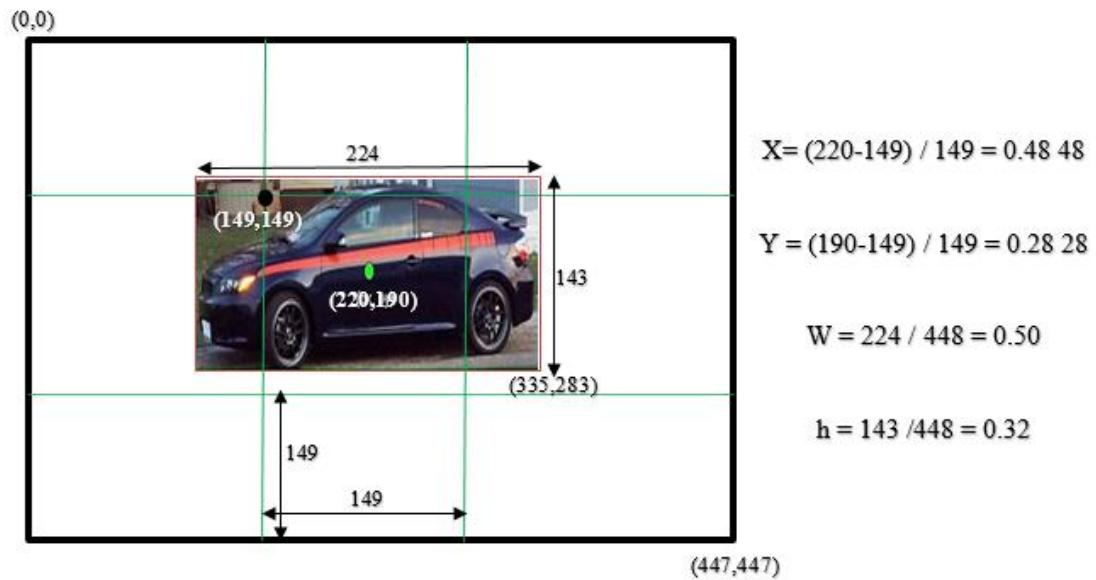 (0,0)
224
X= (220-149) / 149 = 0.48 48
(149,149)
Y = (190-149) / 149 = 0.28 28
143
(220,190)
W = 224 / 448 = 0.50
(335,283)
h = 143 /448 = 0.32
149
149
(447,447)